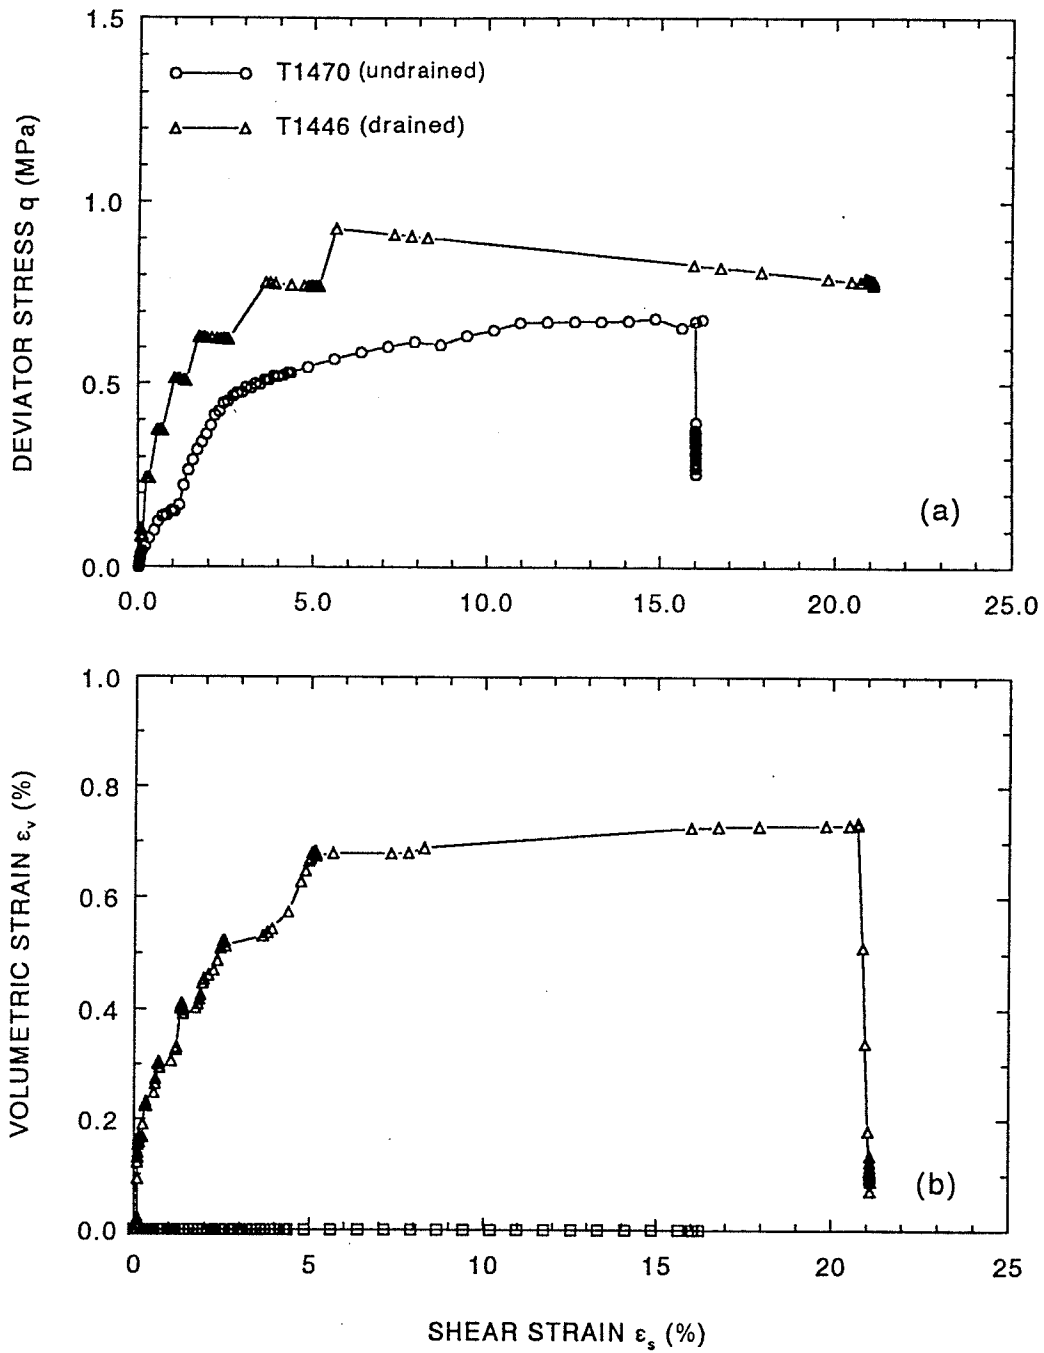 1.5
T1470 (undrained)
T1446 (drained)
1.0
0.5
0.0
DEVIATOR STRESS q (MPa)
(a)
0.0 5.0 10.0 15.0 20.0 25.0
1.0
0.8
0.6
0.4
0.2
0.0
VOLUMETRIC STRAIN εv (%)
(b)
0 5 10 15 20 25
SHEAR STRAIN εs (%)